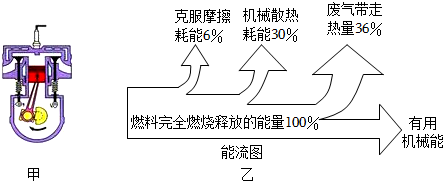 克服摩擦
耗能6%
机械散热
耗能30%
废气带走
热量36%
燃料完全燃烧释放的能量100%
有用
机械能
能流图
甲
乙